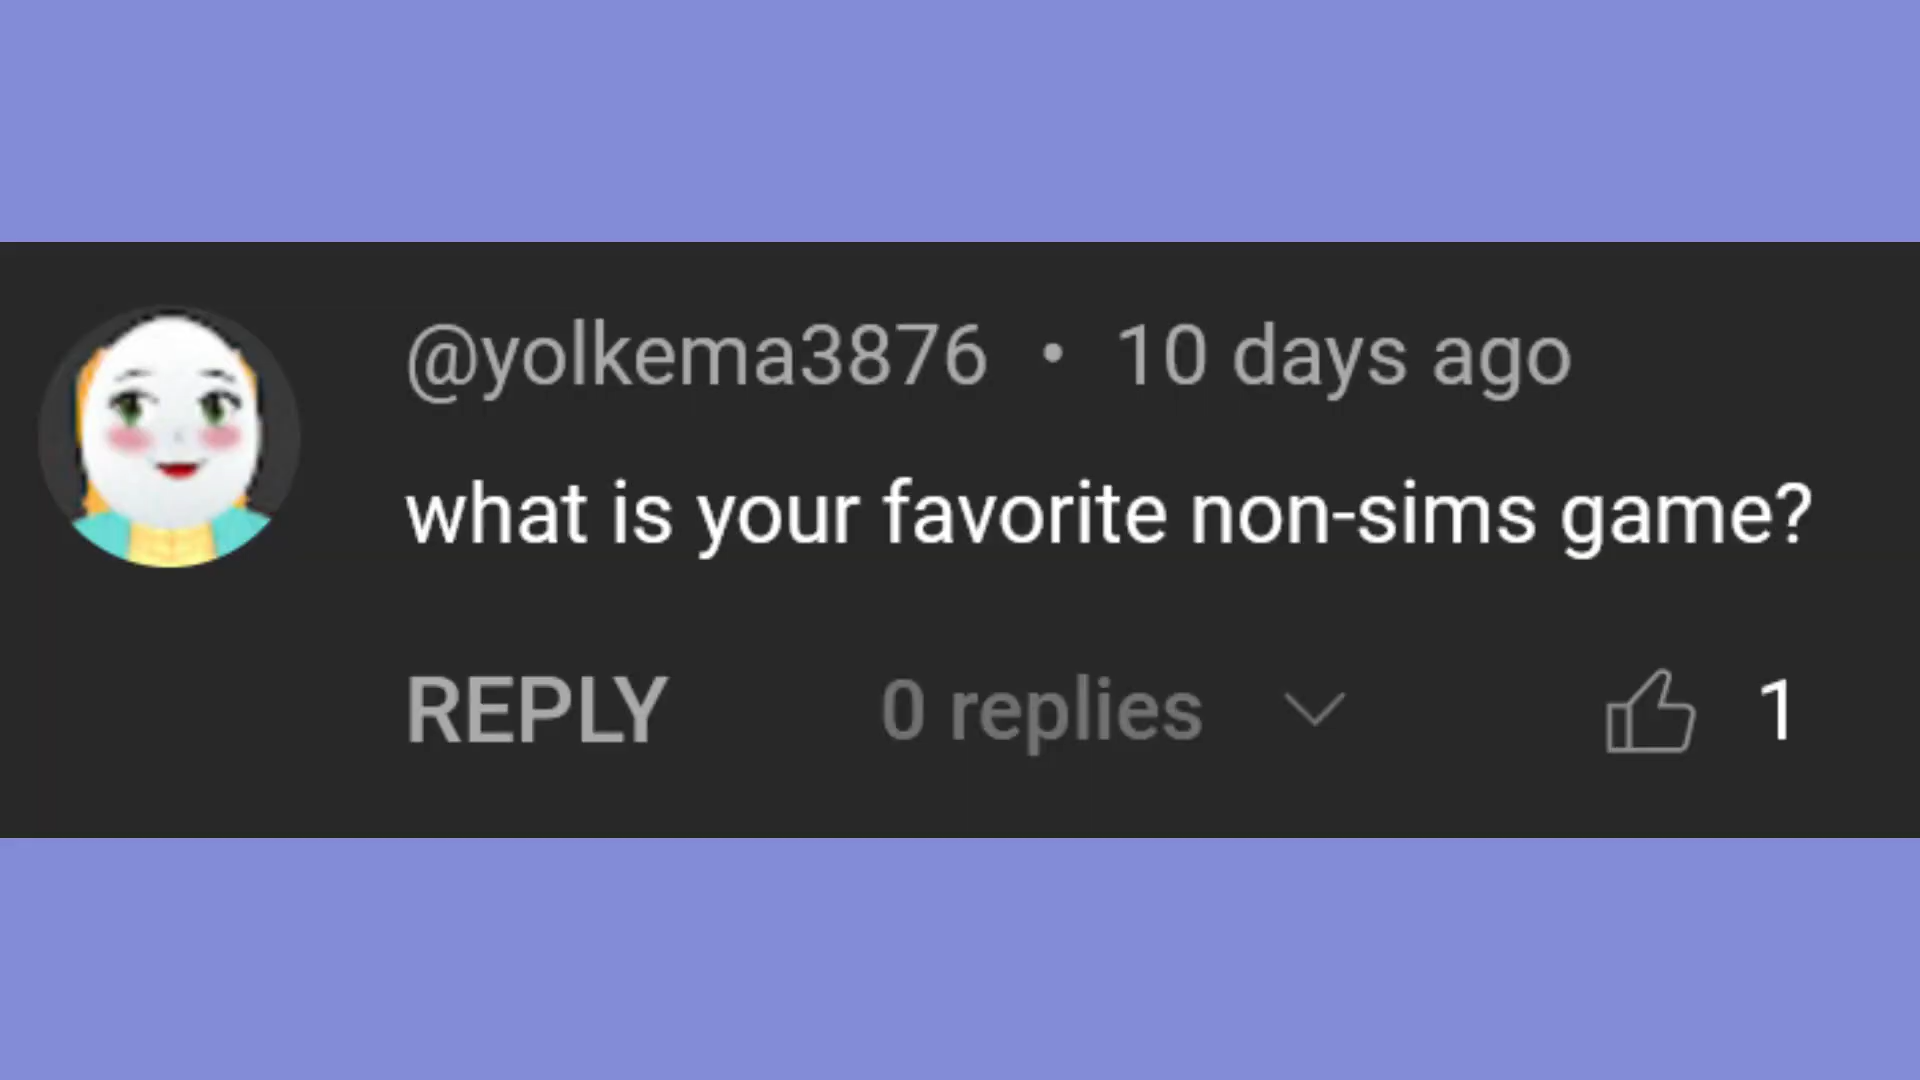 @yolkema3876 • 10 days ago
what is your favorite non-sims game?
REPLY 0 replies 1